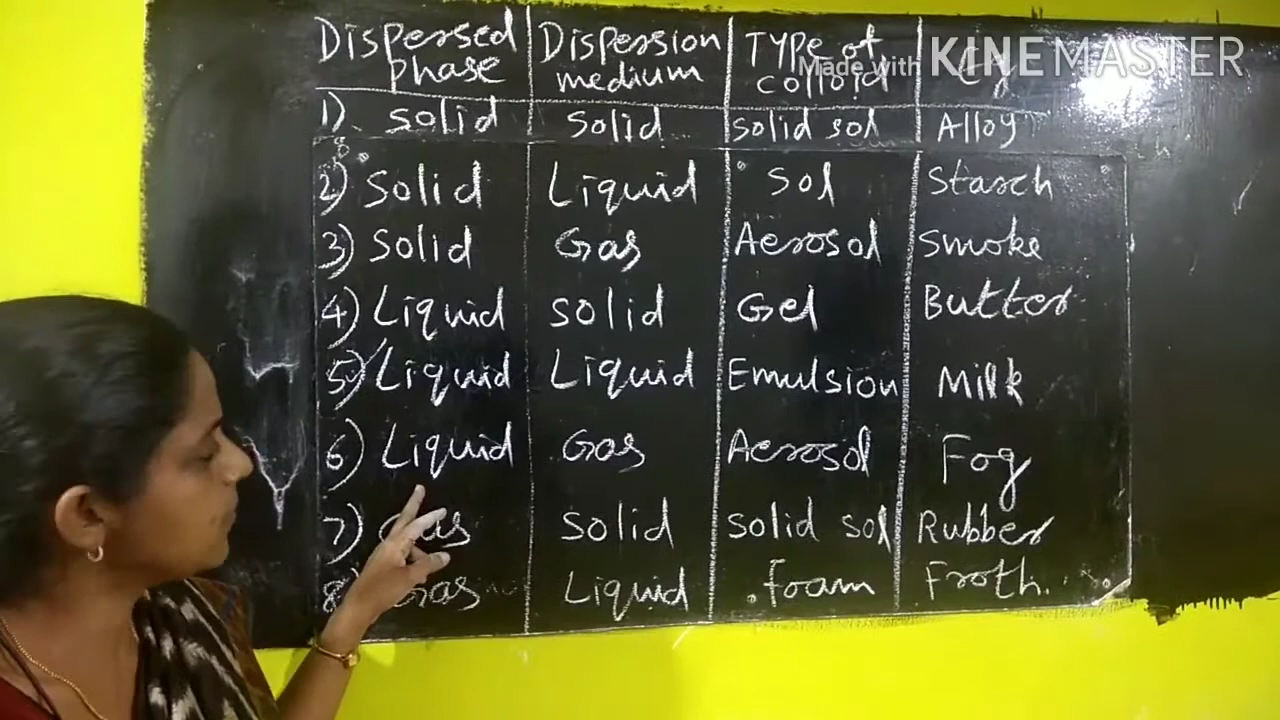 Dispersed phase Dispersion medium Type of colloid Eg
Made with KINEMASTER
1) Solid Solid Solid sol Alloy
2) Solid Liquid Sol Starch
3) Solid Gas Aerosol Smoke
4) Liquid Solid Gel Butter
5) Liquid Liquid Emulsion Milk
6) Liquid Gas Aerosol Fog
7) Gas Solid Solid sol Rubber
8) Gas Liquid Foam Froth.